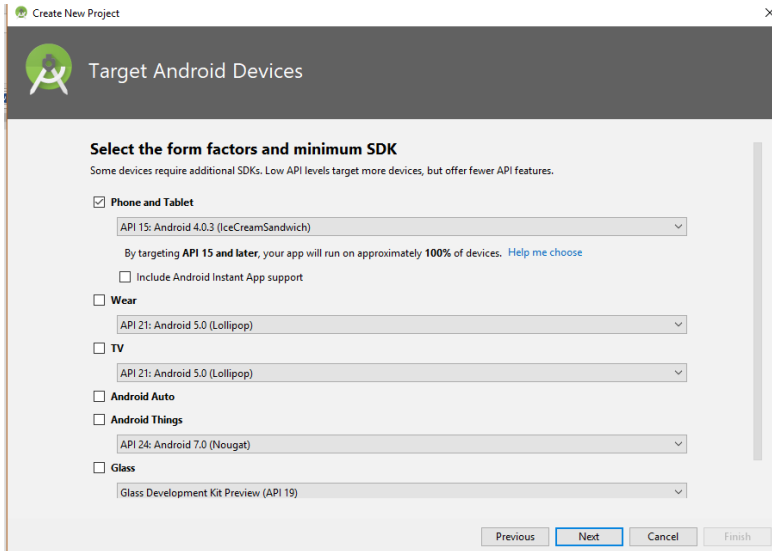 Create New Project
Target Android Devices
Select the form factors and minimum SDK
Some devices require additional SDKs. Low API levels target more devices, but offer fewer API features.
Phone and Tablet
API 15: Android 4.0.3 (IceCreamSandwich)
By targeting API 15 and later, your app will run on approximately 100% of devices. Help me choose
Include Android Instant App support
Wear
API 21: Android 5.0 (Lollipop)
TV
API 21: Android 5.0 (Lollipop)
Android Auto
Android Things
API 24: Android 7.0 (Nougat)
Glass
Glass Development Kit Preview (API 19)
Previous Next Cancel Finish